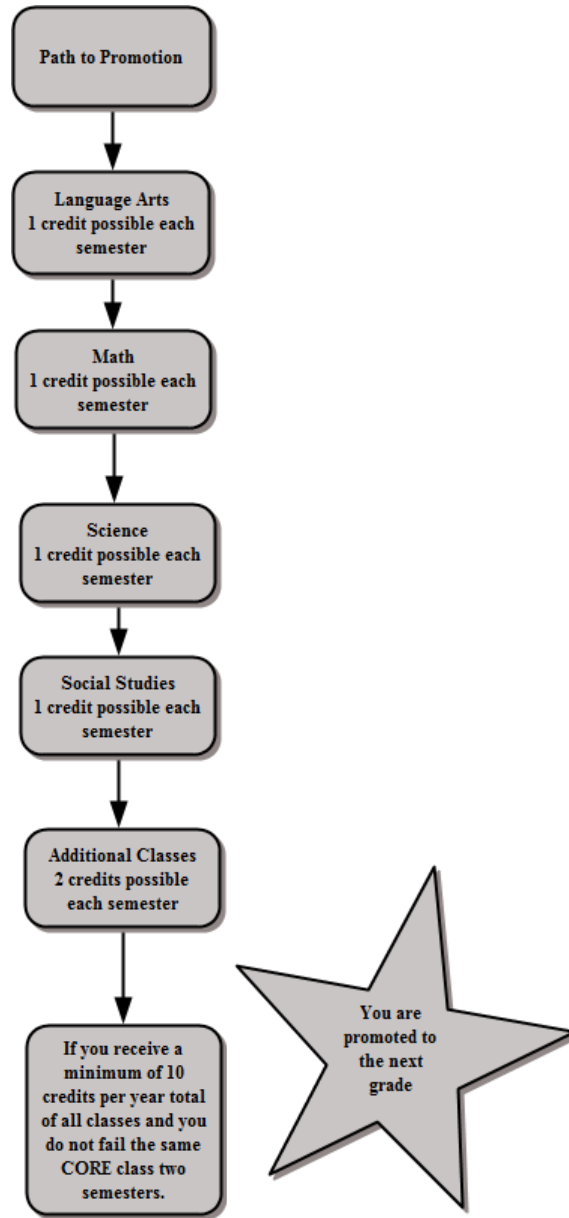 Path to Promotion
Language Arts
1 credit possible each
semester
Math
1 credit possible each
semester
Science
1 credit possible each
semester
Social Studies
1 credit possible each
semester
Additional Classes
2 credits possible
each semester
If you receive a
minimum of 10
credits per year total
of all classes and you
do not fail the same
CORE class two
semesters.
You are
promoted to
the next
grade